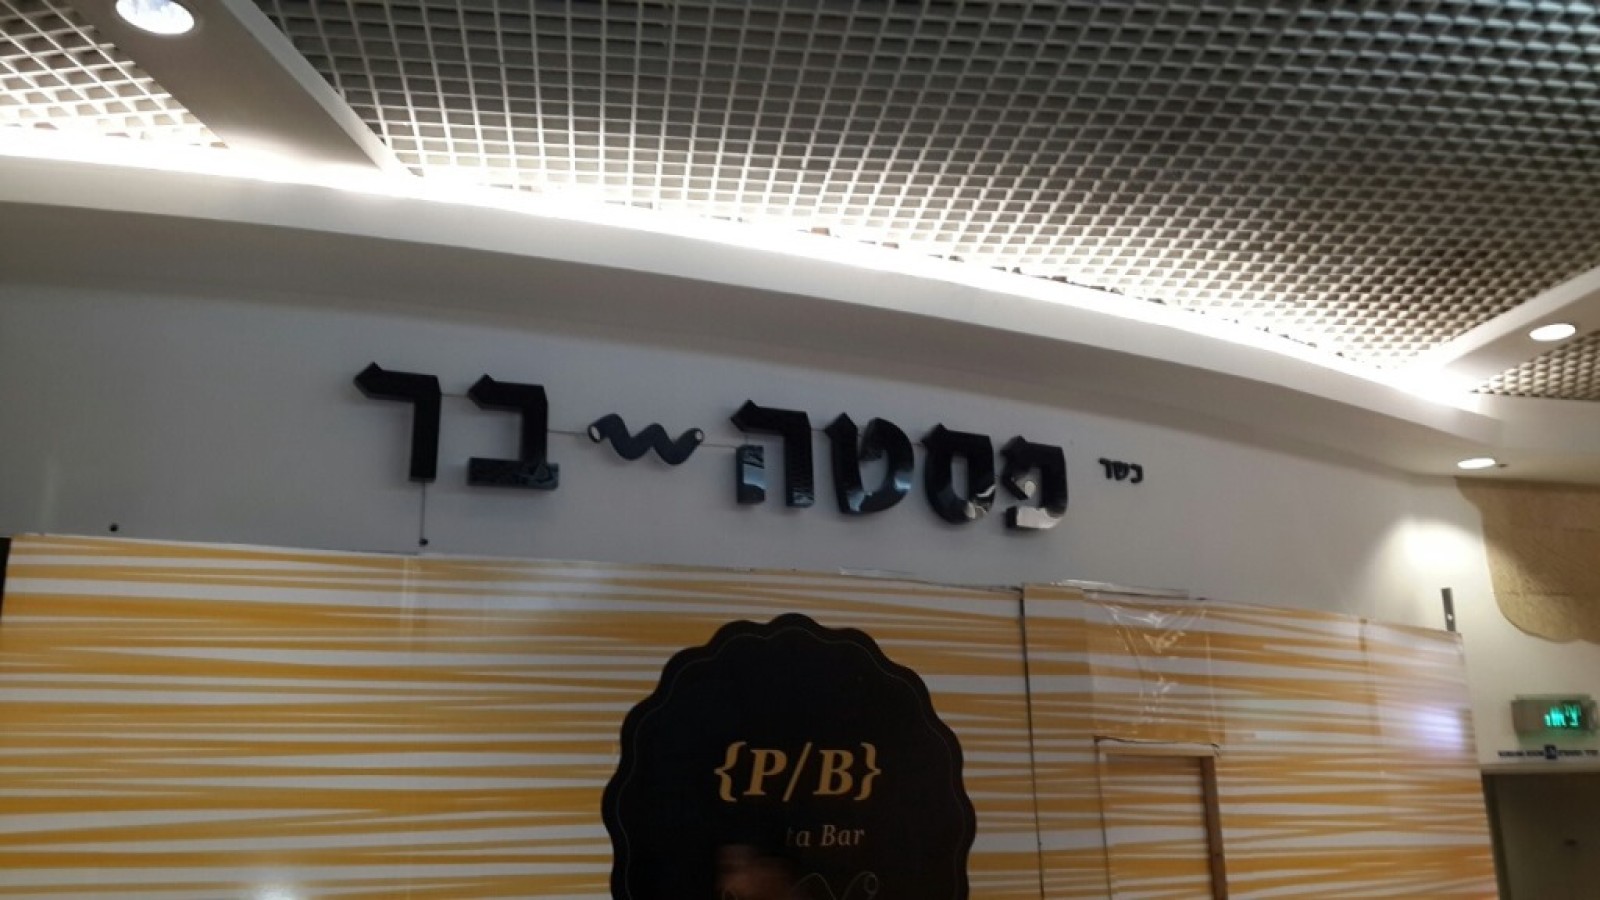 כשר פסטה בר
{P/B}
ta Bar